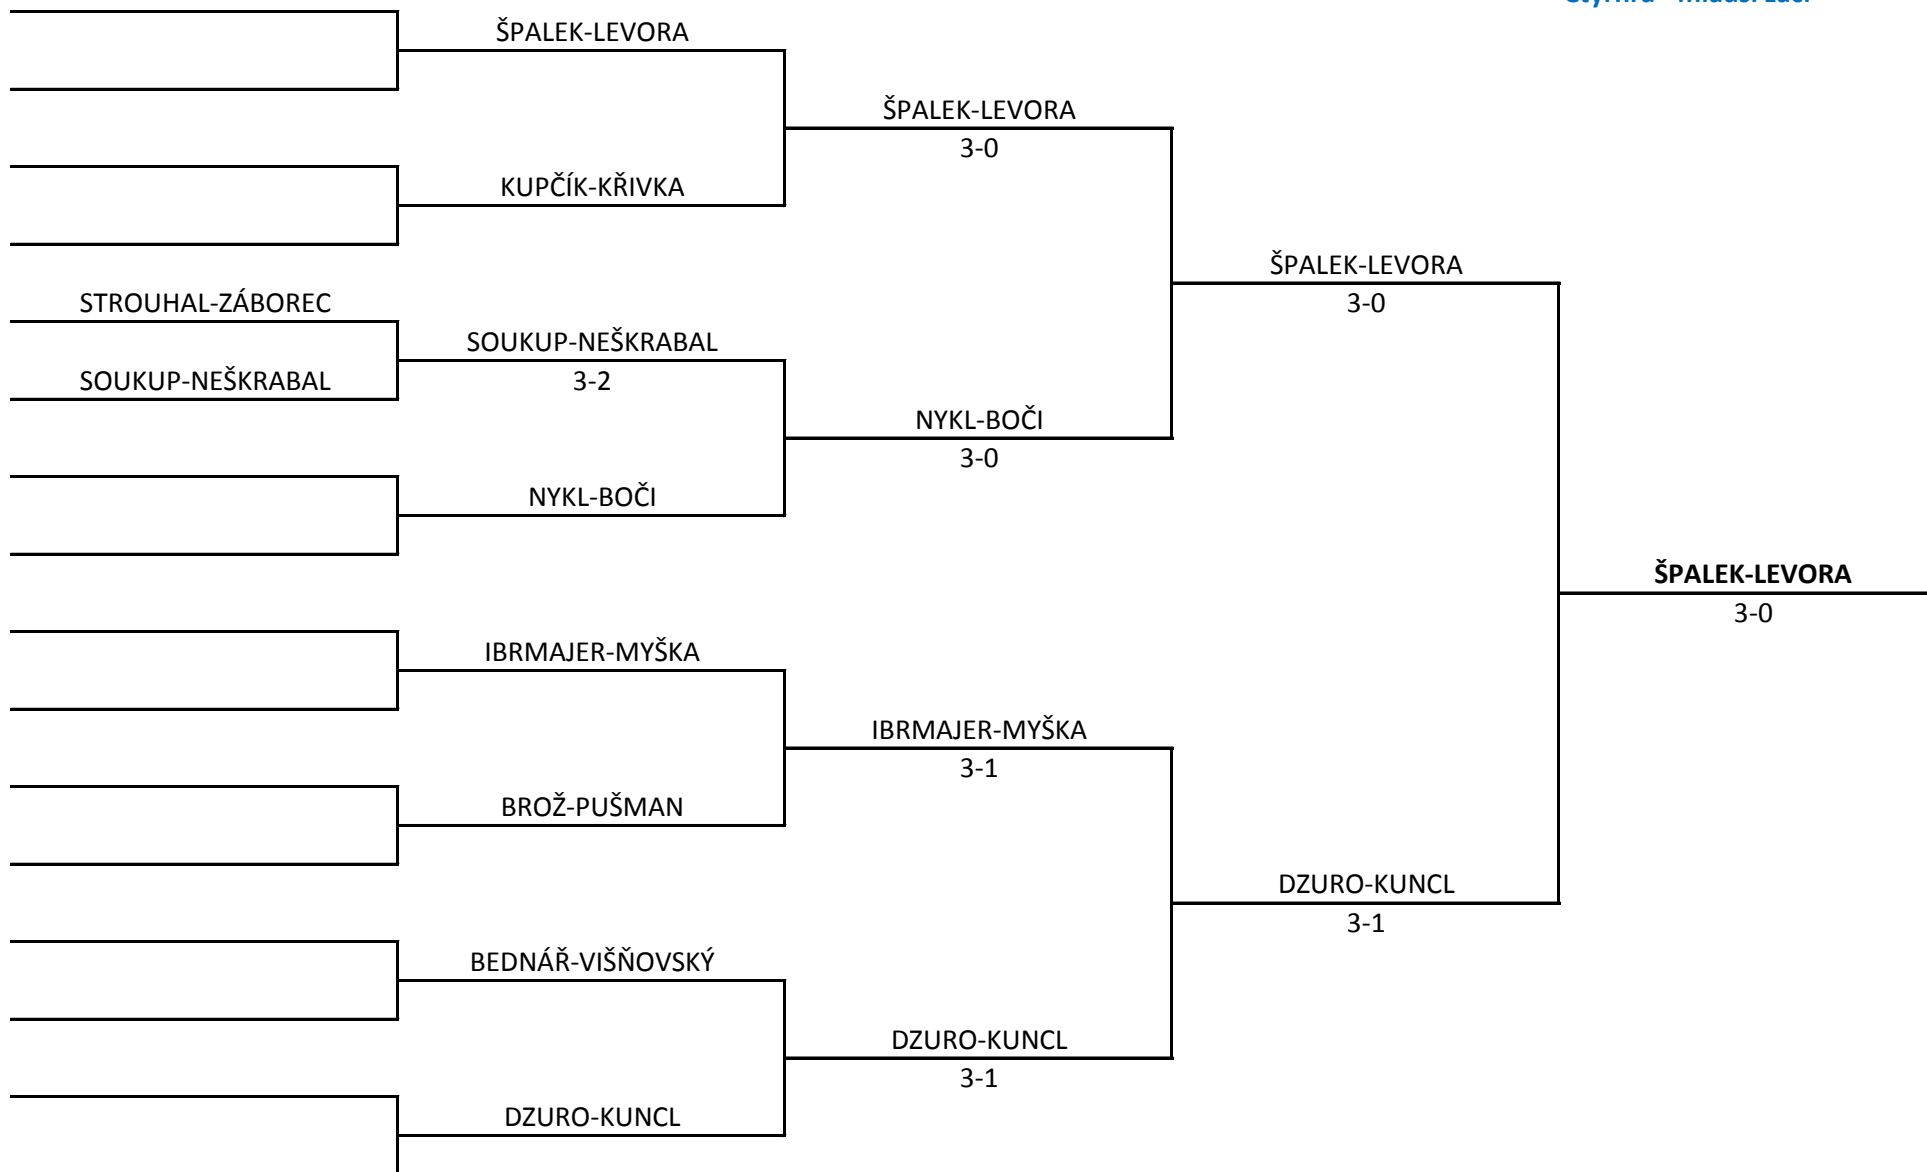 ŠPALEK-LEVORA
ŠPALEK-LEVORA
3-0
KUPČÍK-KŘIVKA
ŠPALEK-LEVORA
3-0
STROUHAL-ZÁBOREC
SOUKUP-NEŠKRABAL
SOUKUP-NEŠKRABAL
3-2
NYKL-BOČI
3-0
NYKL-BOČI
ŠPALEK-LEVORA
3-0
IBRMAJER-MYŠKA
IBRMAJER-MYŠKA
3-1
BROŽ-PUŠMAN
DZURO-KUNCL
3-1
BEDNÁŘ-VIŠŇOVSKÝ
DZURO-KUNCL
3-1
DZURO-KUNCL